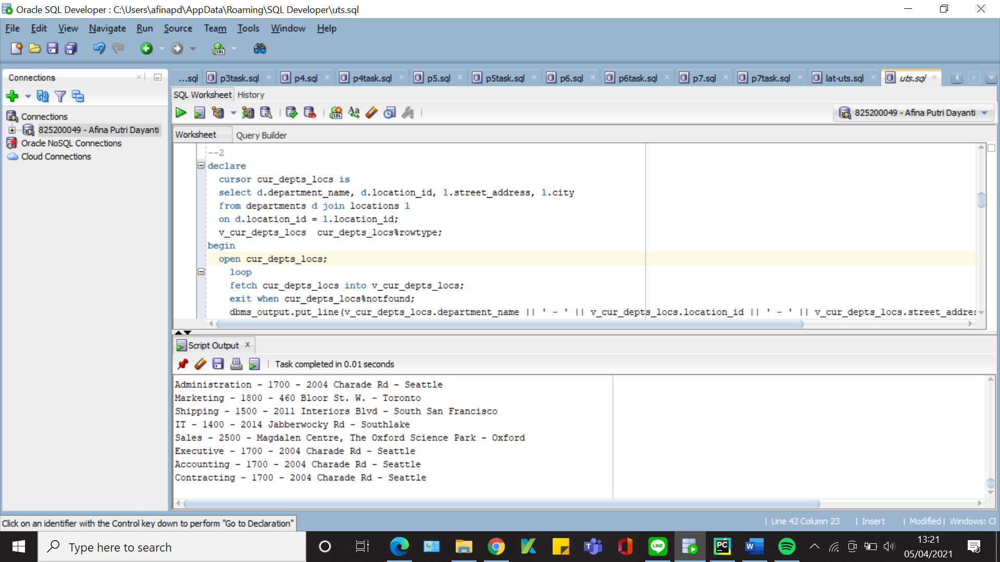 Oracle SQL Developer : C:\Users\afinapd\AppData\Roaming\SQL Developer\uts.sql
File Edit View Navigate Run Source Team Tools Window Help
Connections
...sql p3task.sql p4.sql p4task.sql p5.sql p5task.sql p6.sql p6task.sql p7.sql p7task.sql lat-uts.sql uts.sql
SQL Worksheet History
825200049 - Afina Putri Dayanti
Connections
825200049 - Afina Putri Dayanti
Oracle NoSQL Connections
Cloud Connections
Worksheet Query Builder
--2
declare
cursor cur_depts_locs is
select d.department_name, d.location_id, l.street_address, l.city
from departments d join locations l
on d.location_id = l.location_id;
v_cur_depts_locs cur_depts_locs%rowtype;
begin
open cur_depts_locs;
loop
fetch cur_depts_locs into v_cur_depts_locs;
exit when cur_depts_locs%notfound;
dbms_output.put_line(v_cur_depts_locs.department_name || ' - ' || v_cur_depts_locs.location_id || ' - ' || v_cur_depts_locs.street_addres
Script Output
Task completed in 0.01 seconds
Administration - 1700 - 2004 Charade Rd - Seattle
Marketing - 1800 - 460 Bloor St. W. - Toronto
Shipping - 1500 - 2011 Interiors Blvd - South San Francisco
IT - 1400 - 2014 Jabberwocky Rd - Southlake
Sales - 2500 - Magdalen Centre, The Oxford Science Park - Oxford
Executive - 1700 - 2004 Charade Rd - Seattle
Accounting - 1700 - 2004 Charade Rd - Seattle
Contracting - 1700 - 2004 Charade Rd - Seattle
Click on an identifier with the Control key down to perform "Go to Declaration"
| Line 42 Column 23 | Insert | Modified | Windows: CR
Type here to search
LINE
PC
W
13:21
05/04/2021